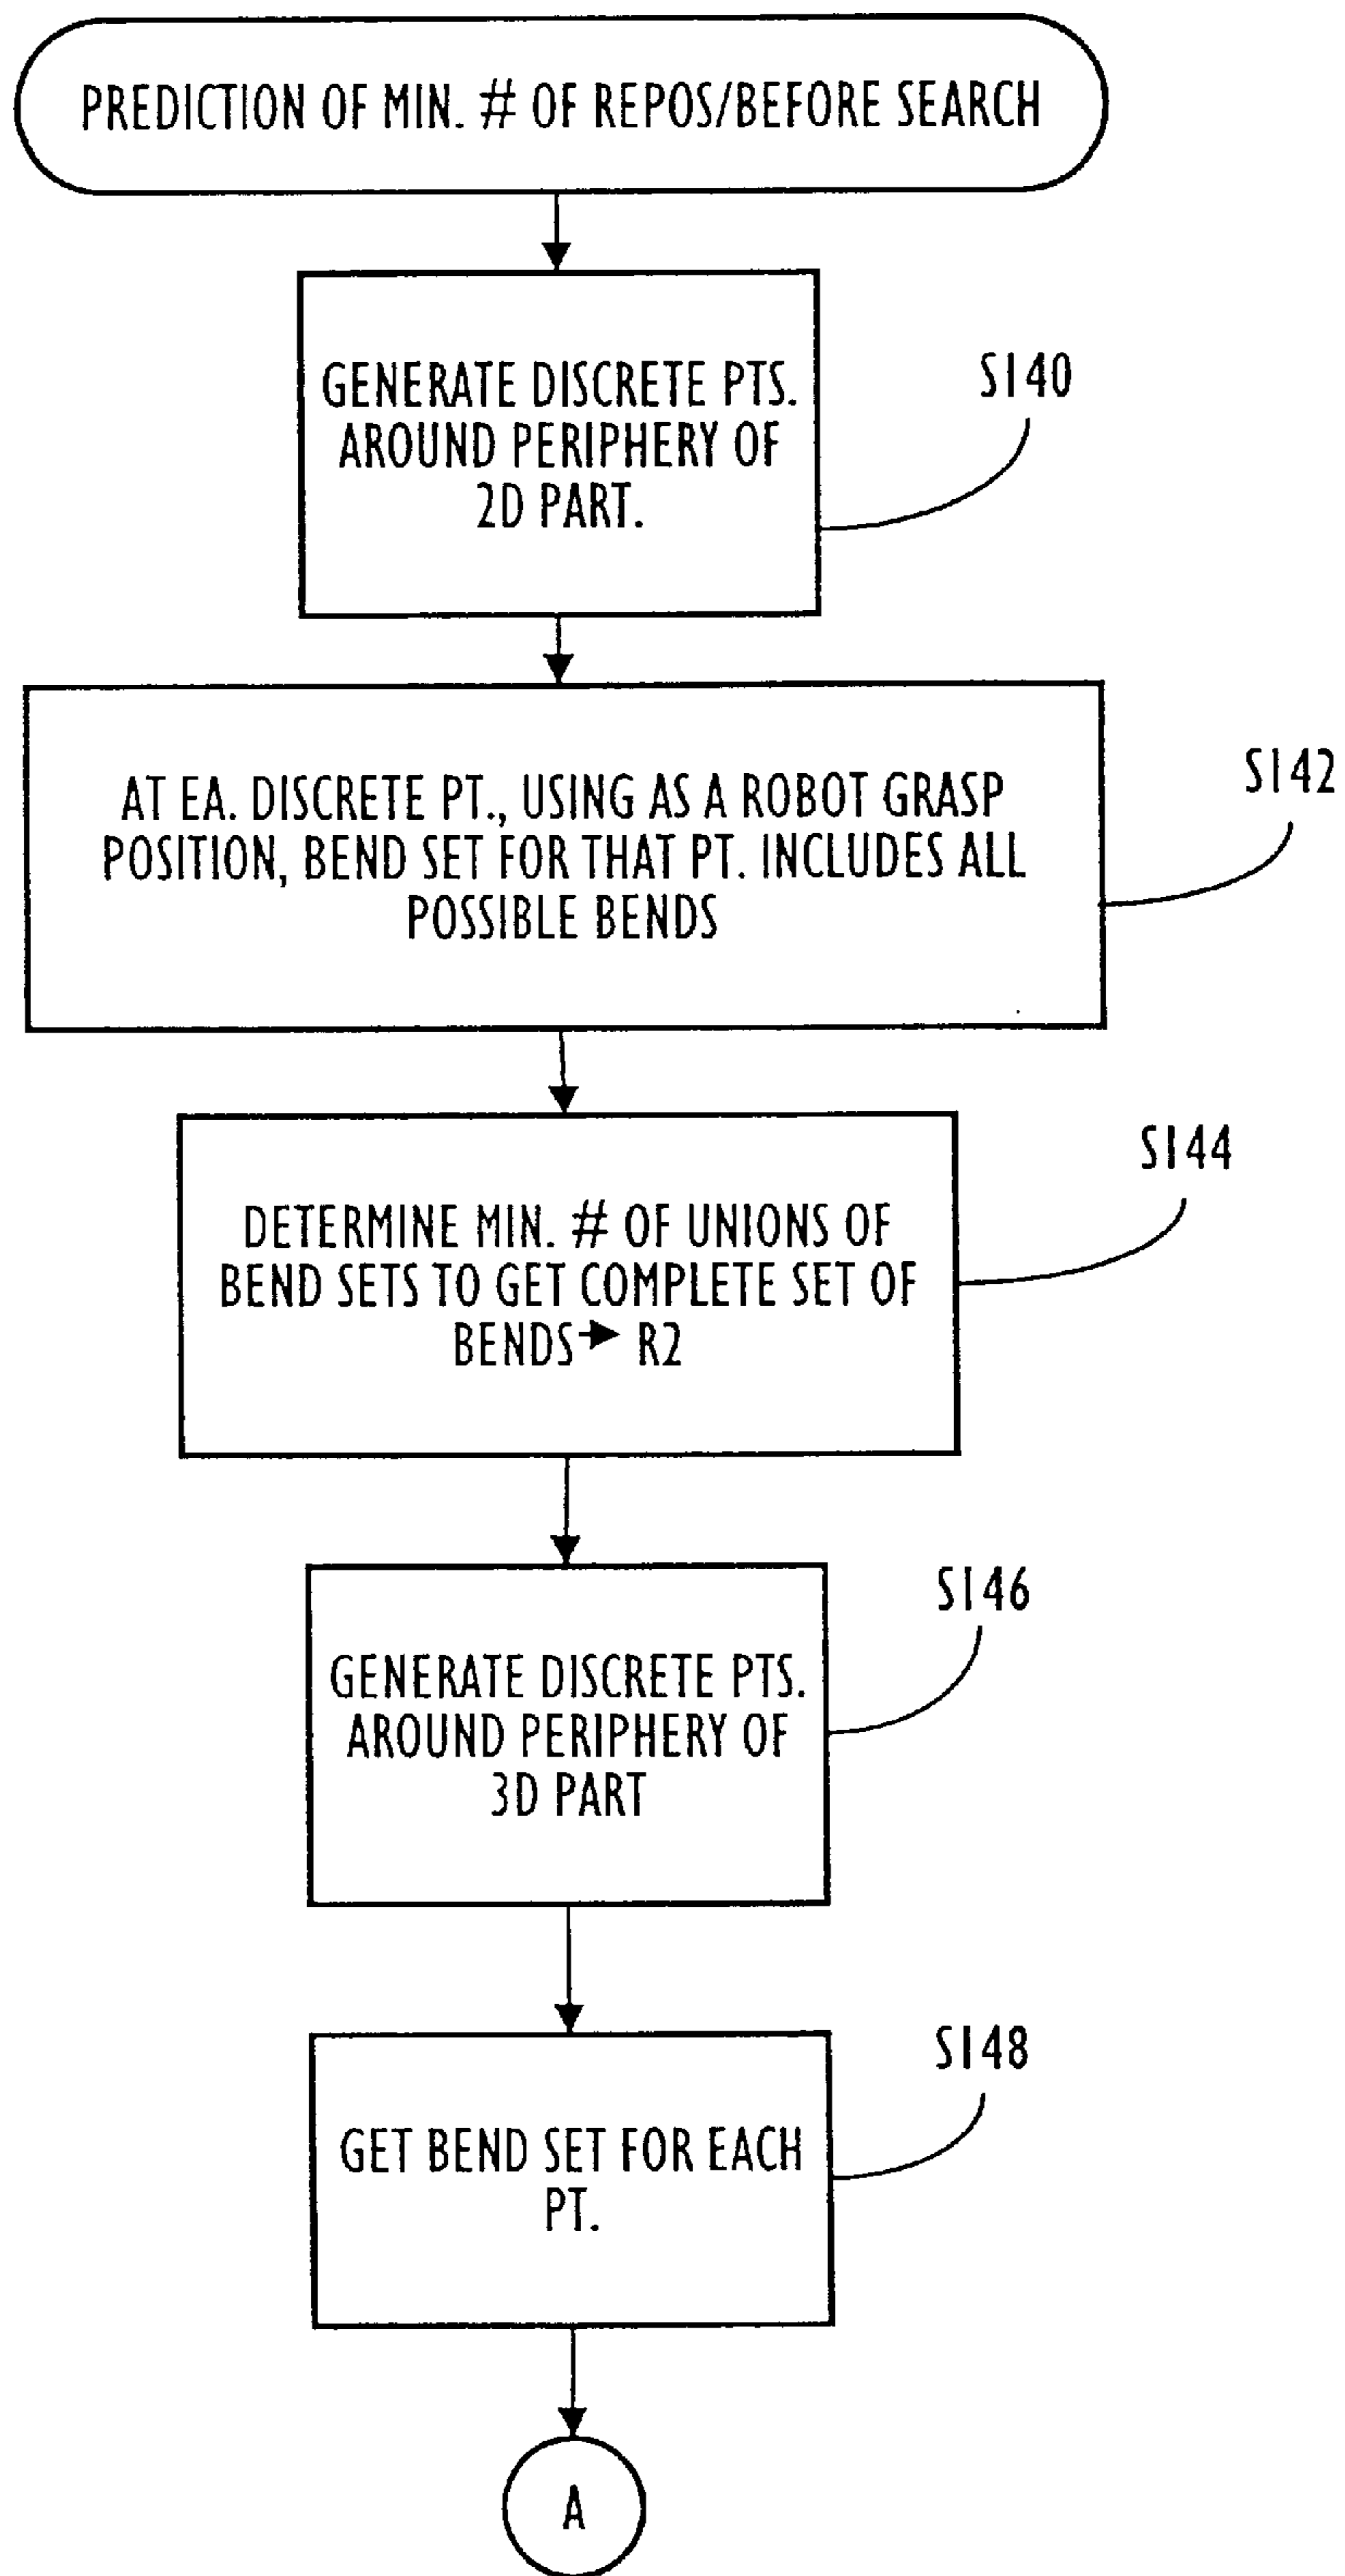 PREDICTION OF MIN. # OF REPOS/BEFORE SEARCH
GENERATE DISCRETE PTS.
AROUND PERIPHERY OF
2D PART.
S140
AT EA. DISCRETE PT., USING AS A ROBOT GRASP
POSITION, BEND SET FOR THAT PT. INCLUDES ALL
POSSIBLE BENDS
S142
DETERMINE MIN. # OF UNIONS OF
BEND SETS TO GET COMPLETE SET OF
BENDS → R2
S144
GENERATE DISCRETE PTS.
AROUND PERIPHERY OF
3D PART
S146
GET BEND SET FOR EACH
PT.
S148
A